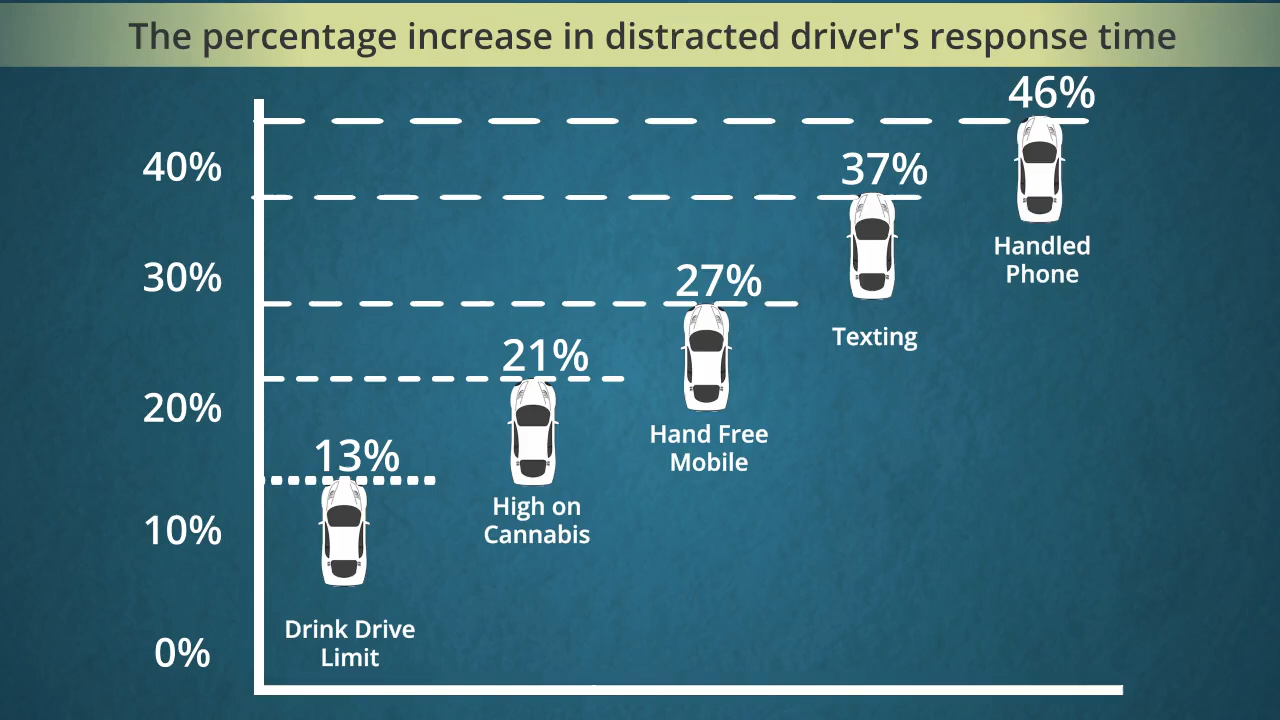 The percentage increase in distracted driver's response time
46%
40%
37%
Handled
Phone
30%
27%
Texting
21%
20%
Hand Free
Mobile
13%
High on
Cannabis
10%
Drink Drive
Limit
0%